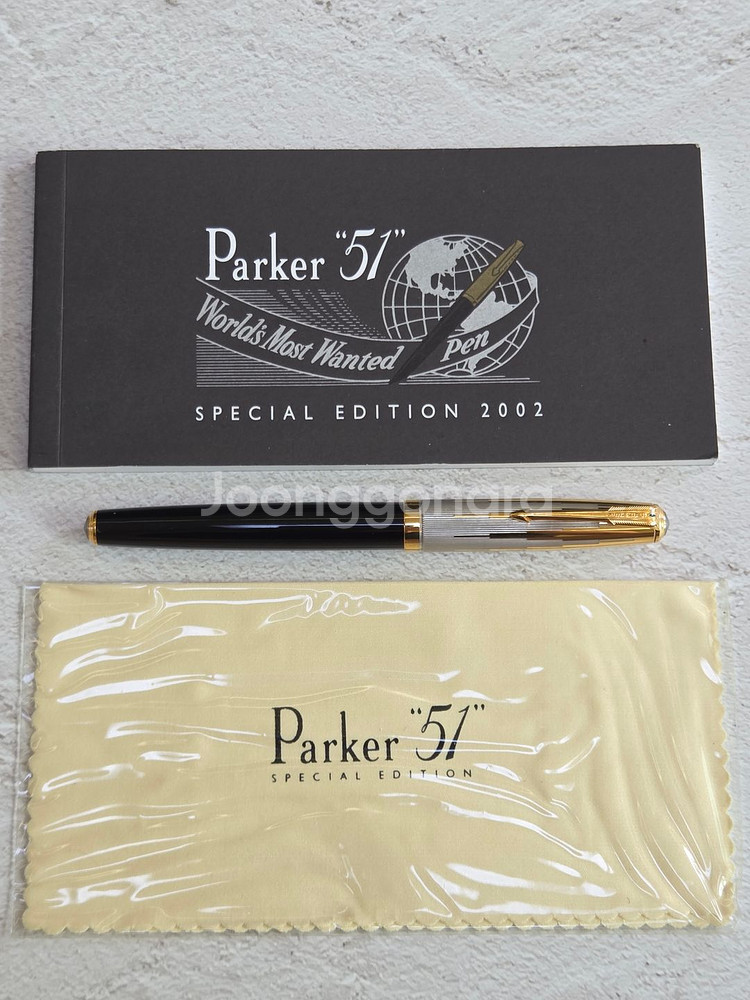 Parker "51"
World's Most Wanted Pen
SPECIAL EDITION 2002
Joonggonara
Parker "51"
SPECIAL EDITION